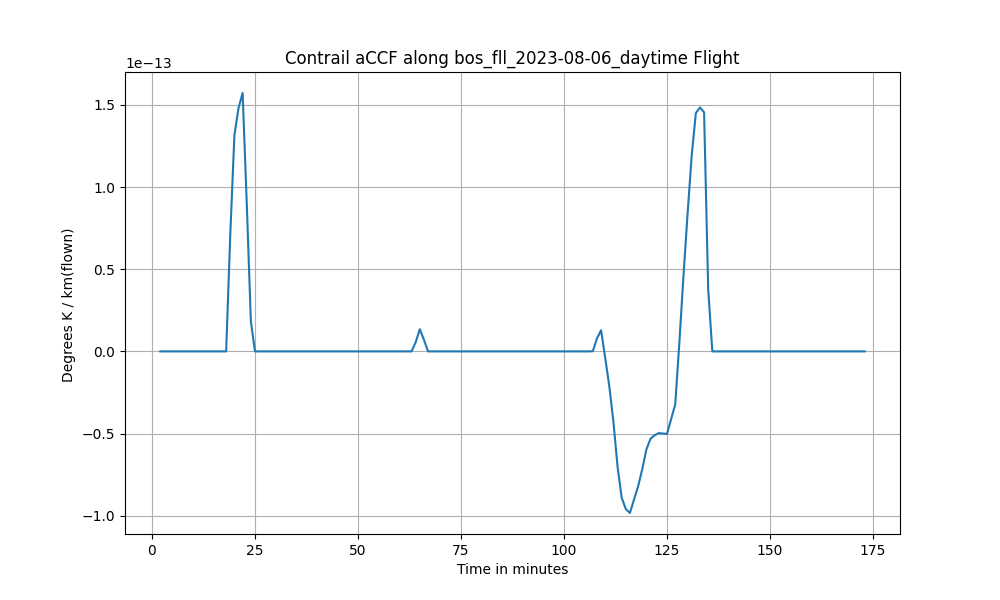 Contrail aCCF along bos_fll_2023-08-06_daytime Flight
1e−13
1.5
1.0
0.5
0.0
−0.5
−1.0
Degrees K / km(flown)
0 25 50 75 100 125 150 175
Time in minutes